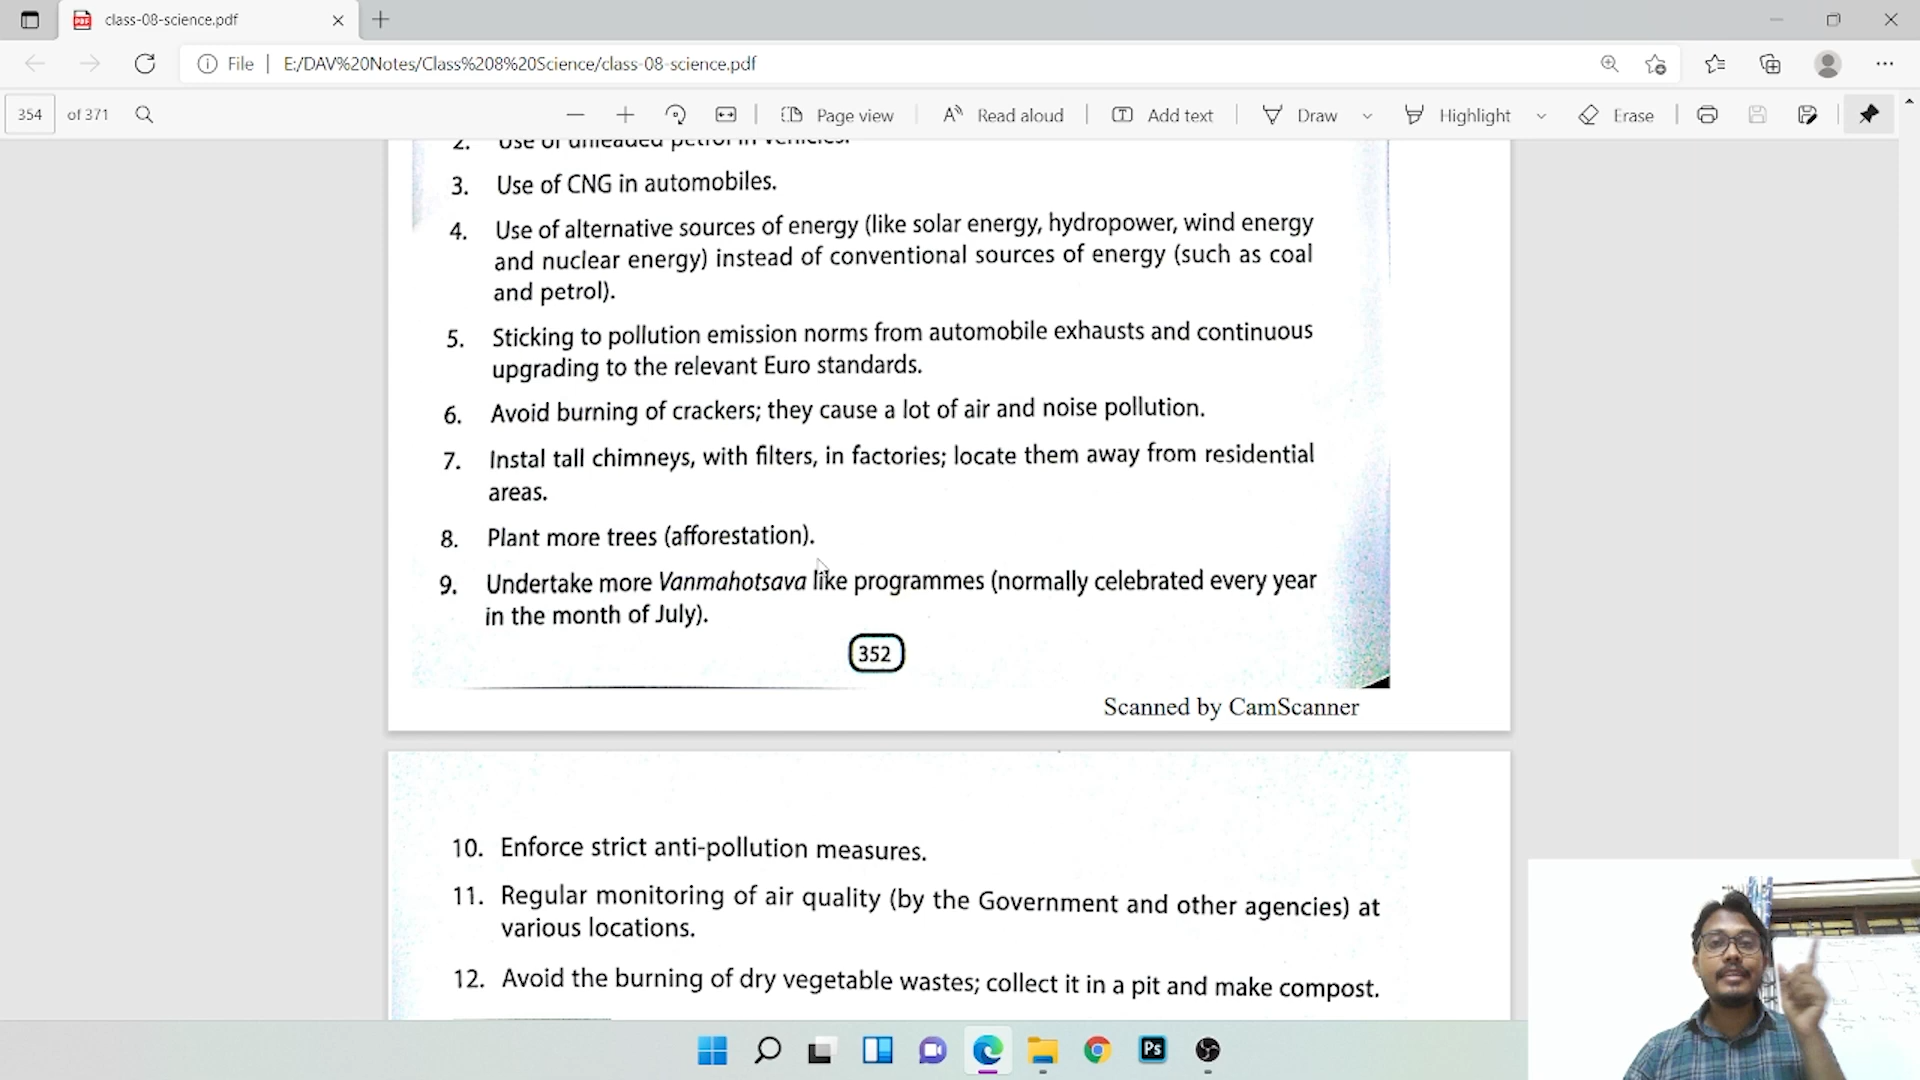 class-08-science.pdf
File | E:/DAV%20Notes/Class%208%20Science/class-08-science.pdf
354 of 371 Page view Read aloud Add text Draw Highlight Erase
2. Use of unleaded petrol in vehicles.
3. Use of CNG in automobiles.
4. Use of alternative sources of energy (like solar energy, hydropower, wind energy
and nuclear energy) instead of conventional sources of energy (such as coal
and petrol).
5. Sticking to pollution emission norms from automobile exhausts and continuous
upgrading to the relevant Euro standards.
6. Avoid burning of crackers; they cause a lot of air and noise pollution.
7. Instal tall chimneys, with filters, in factories; locate them away from residential
areas.
8. Plant more trees (afforestation).
9. Undertake more Vanmahotsava like programmes (normally celebrated every year
in the month of July).
352
Scanned by CamScanner
10. Enforce strict anti-pollution measures.
11. Regular monitoring of air quality (by the Government and other agencies) at
various locations.
12. Avoid the burning of dry vegetable wastes; collect it in a pit and make compost.
Ps